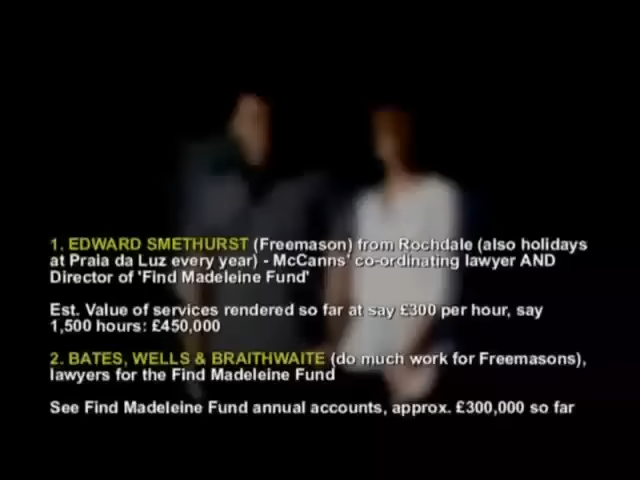 1. EDWARD SMETHURST (Freemason) from Rochdale (also holidays
at Praia da Luz every year) - McCanns' co-ordinating lawyer AND
Director of 'Find Madeleine Fund'
Est. Value of services rendered so far at say £300 per hour, say
1,500 hours: £450,000
2. BATES, WELLS & BRAITHWAITE (do much work for Freemasons),
lawyers for the Find Madeleine Fund
See Find Madeleine Fund annual accounts, approx. £300,000 so far